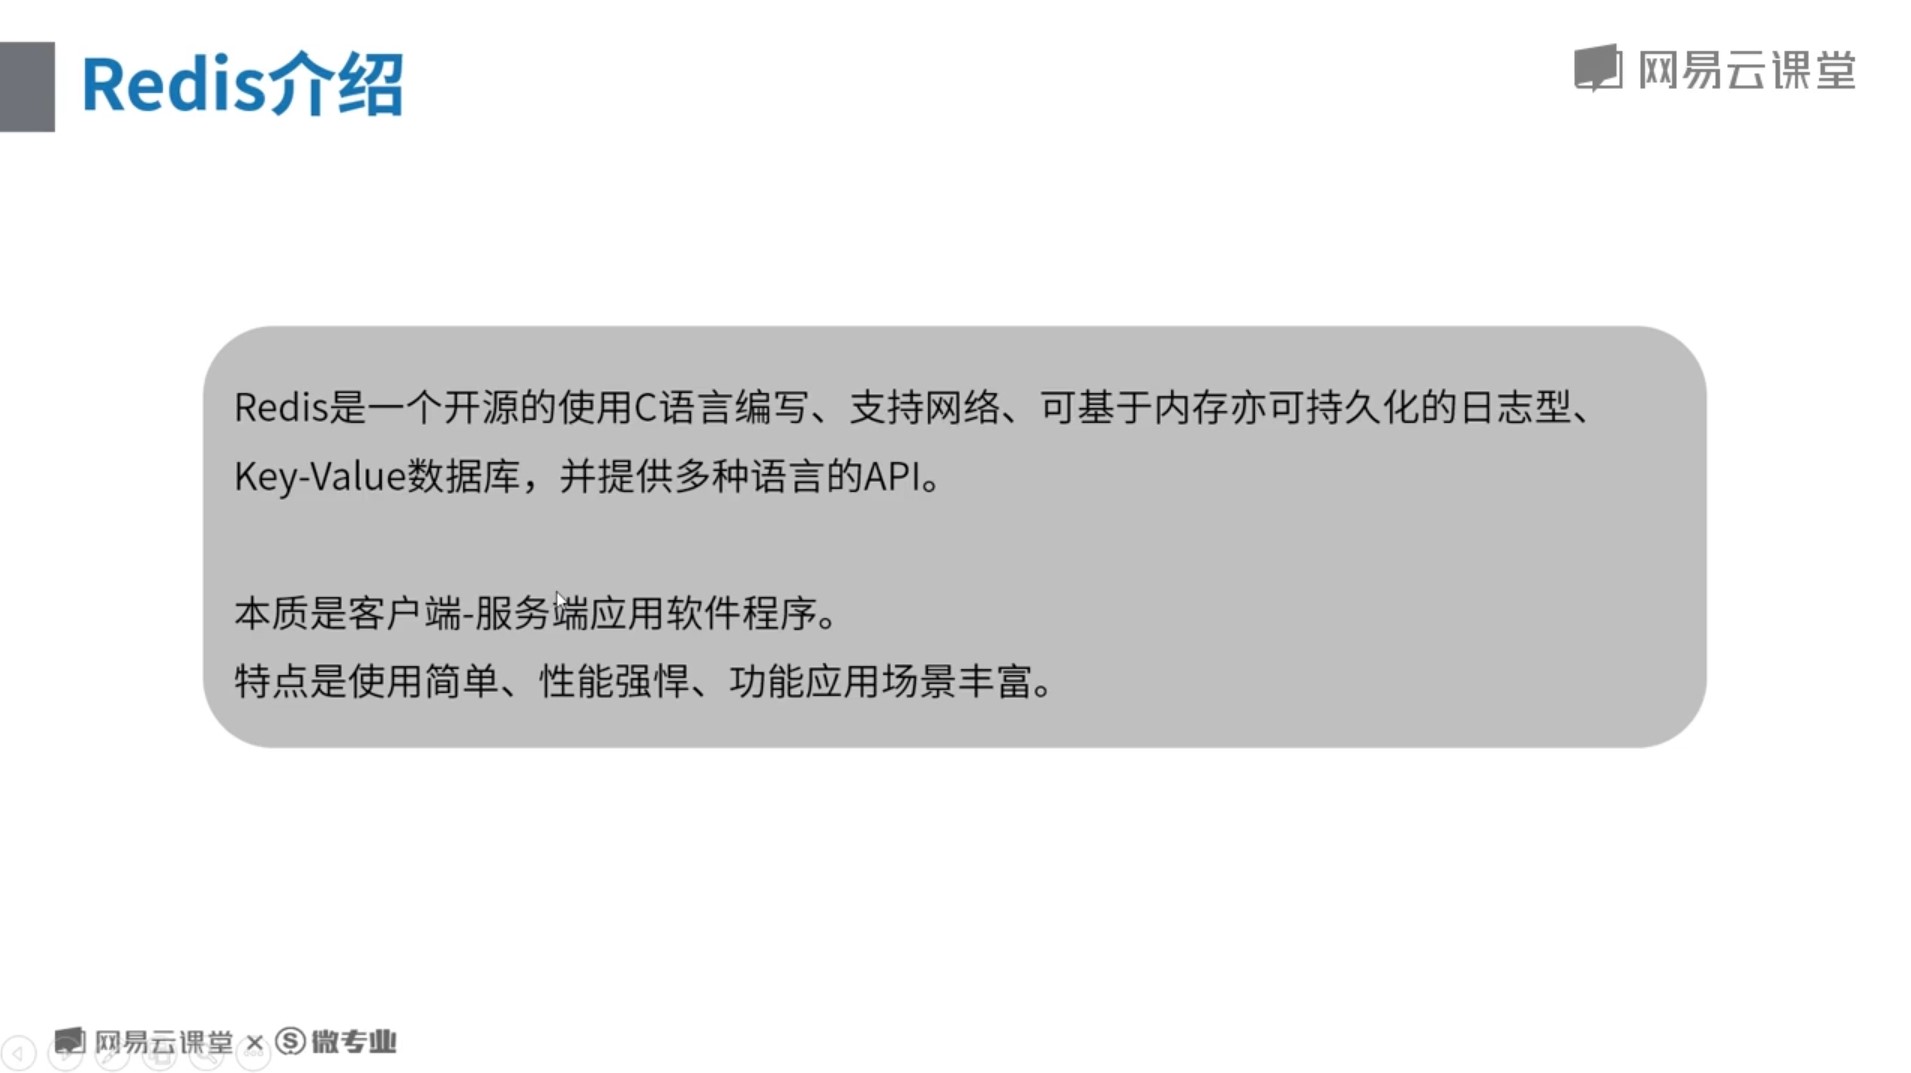 Redis介绍
网易云课堂
Redis是一个开源的使用C语言编写、支持网络、可基于内存亦可持久化的日志型、
Key-Value数据库，并提供多种语言的API。
本质是客户端-服务端应用软件程序。
特点是使用简单、性能强悍、功能应用场景丰富。
网易云课堂 × S 微专业